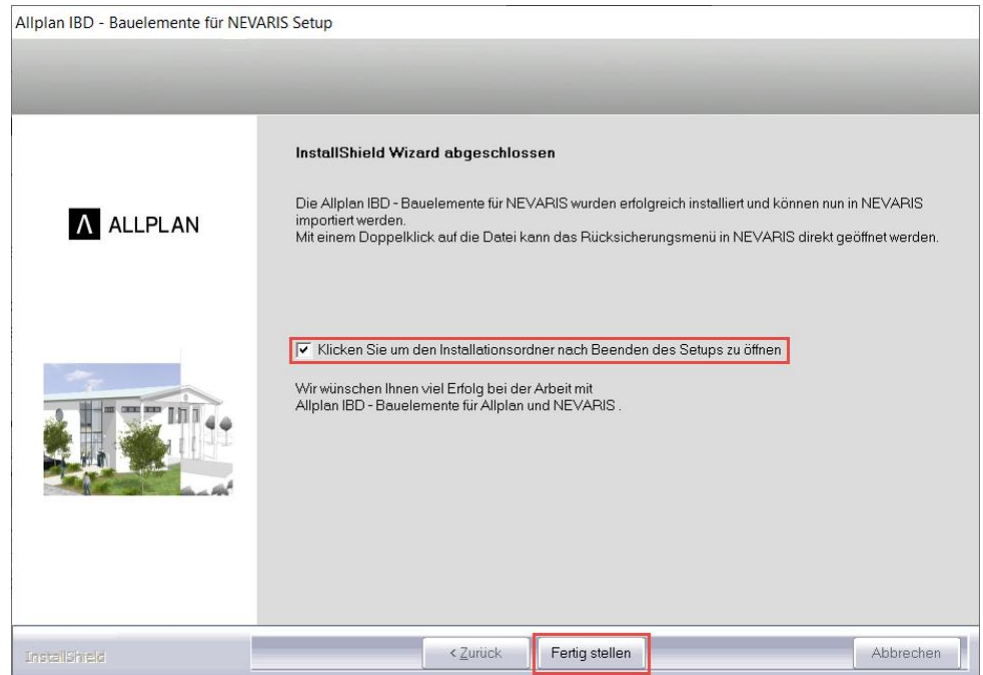 Allplan IBD - Bauelemente für NEVARIS Setup
InstallShield Wizard abgeschlossen
Die Allplan IBD - Bauelemente für NEVARIS wurden erfolgreich installiert und können nun in NEVARIS
importiert werden.
Mit einem Doppelklick auf die Datei kann das Rücksicherungsmenü in NEVARIS direkt geöffnet werden.
ALLPLAN
Klicken Sie um den Installationsordner nach Beenden des Setups zu öffnen
Wir wünschen Ihnen viel Erfolg bei der Arbeit mit
Allplan IBD - Bauelemente für Allplan und NEVARIS .
InstallShield
< Zurück
Fertig stellen
Abbrechen